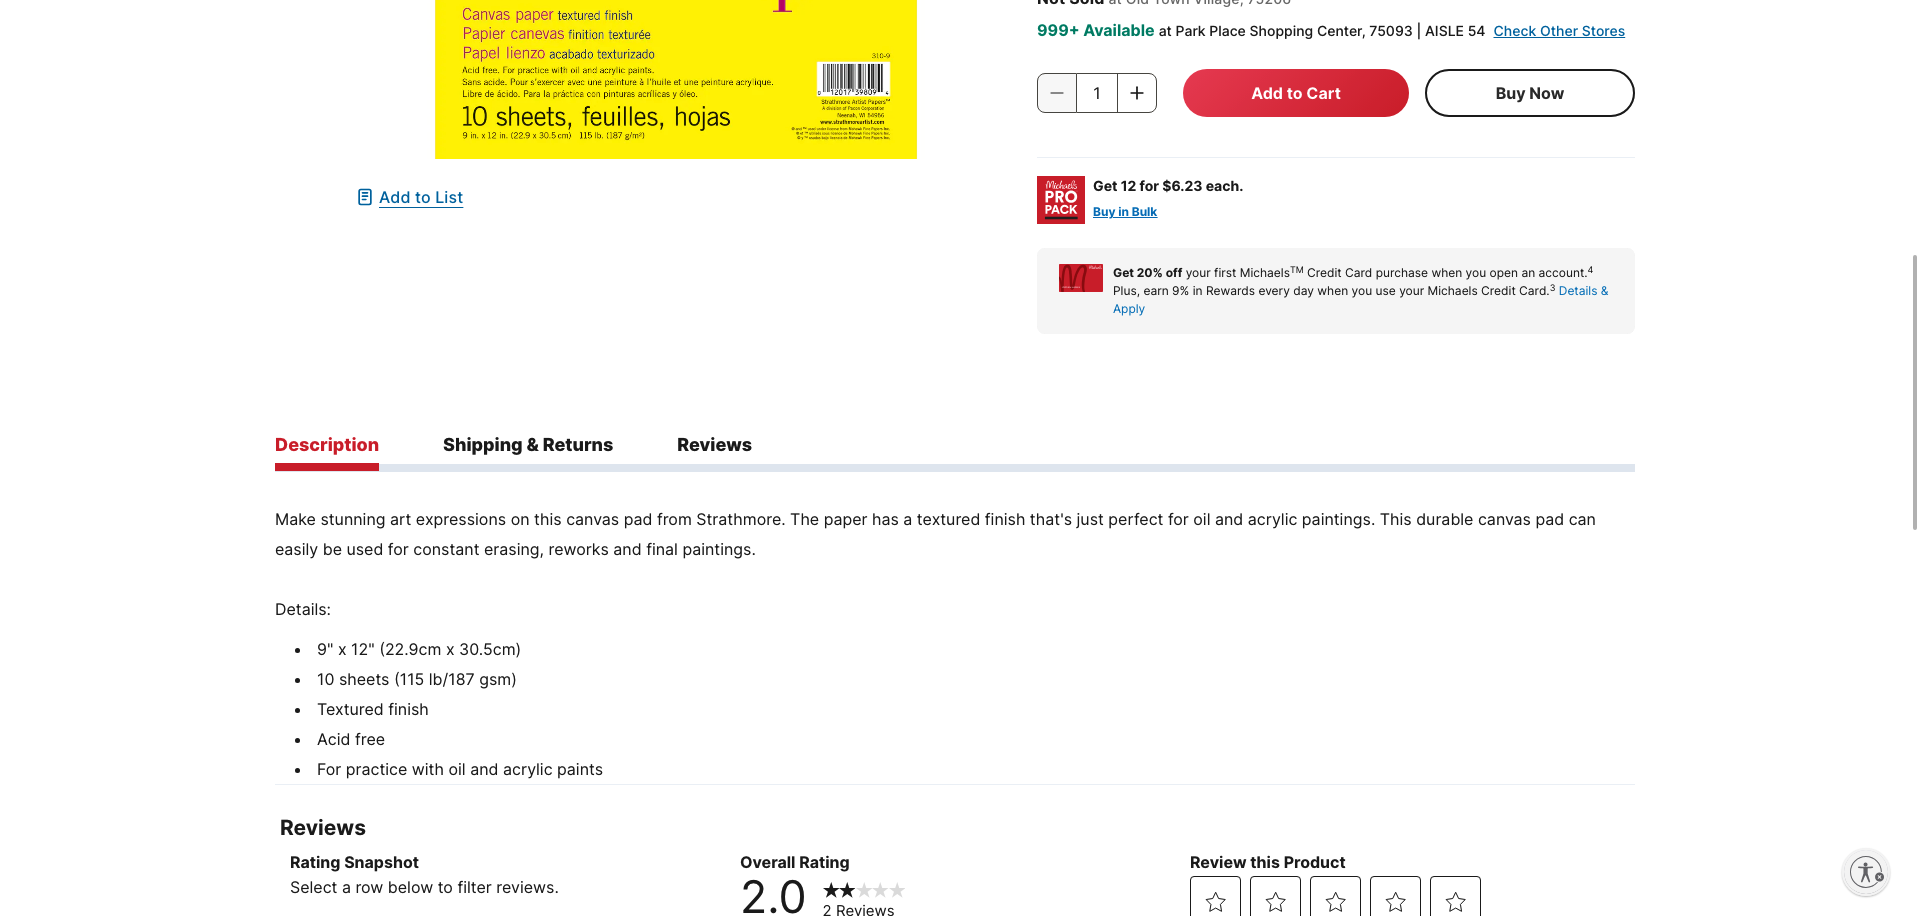 Not Sold at Old Town Village, 75206
Canvas paper textured finish
Papier canevas finition texturée
Papel lienzo acabado texturizado
Acid free. For practice with oil and acrylic paints.
Sans acide. Pour s'exercer avec une peinture à l'huile et une peinture acrylique.
Libre de ácido. Para la práctica con pinturas acrílicas y óleo.
10 sheets, feuilles, hojas
9 in. x 12 in. (22.9 x 30.5 cm) 115 lb. (187 g/m²)
310-9
0 12017 39809 4
Strathmore Artist Papers™
A division of Pacon Corporation
Neenah, WI 54956
www.strathmoreartist.com
999+ Available at Park Place Shopping Center, 75093 | AISLE 54 Check Other Stores
1
Add to Cart
Buy Now
Add to List
Michaels
PRO
PACK
Get 12 for $6.23 each.
Buy in Bulk
Get 20% off your first Michaels™ Credit Card purchase when you open an account.⁴
Plus, earn 9% in Rewards every day when you use your Michaels Credit Card.³ Details &
Apply
Description
Shipping & Returns
Reviews
Make stunning art expressions on this canvas pad from Strathmore. The paper has a textured finish that's just perfect for oil and acrylic paintings. This durable canvas pad can
easily be used for constant erasing, reworks and final paintings.
Details:
• 9" x 12" (22.9cm x 30.5cm)
• 10 sheets (115 lb/187 gsm)
• Textured finish
• Acid free
• For practice with oil and acrylic paints
Reviews
Rating Snapshot
Select a row below to filter reviews.
Overall Rating
2.0
2 Reviews
Review this Product